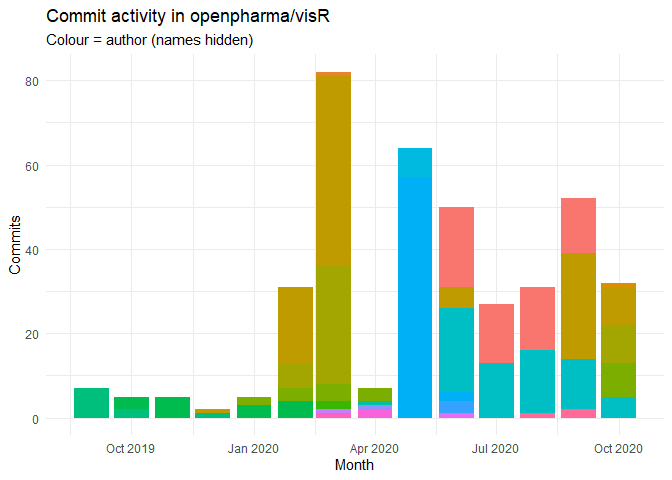 Commit activity in openpharma/visR
Colour = author (names hidden)
80
60
40
20
0
Commits
Oct 2019
Jan 2020
Apr 2020
Jul 2020
Oct 2020
Month